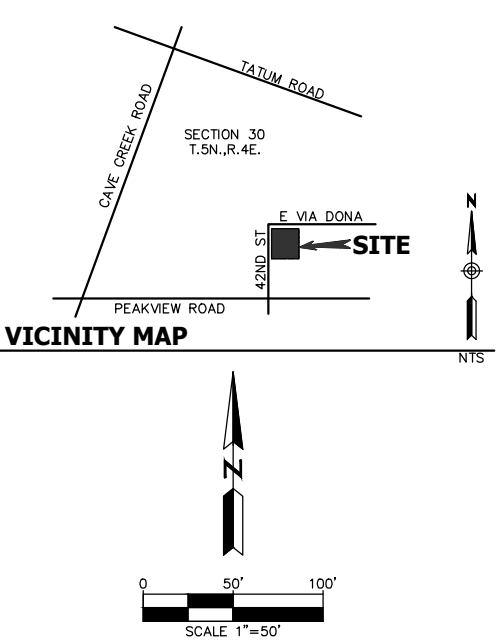 TATUM ROAD
CAVE CREEK ROAD
SECTION 30
T.5N.,R.4E.
N
E VIA DONA
42ND ST
SITE
PEAKVIEW ROAD
VICINITY MAP
NTS
N
0 50' 100'
SCALE 1"=50'